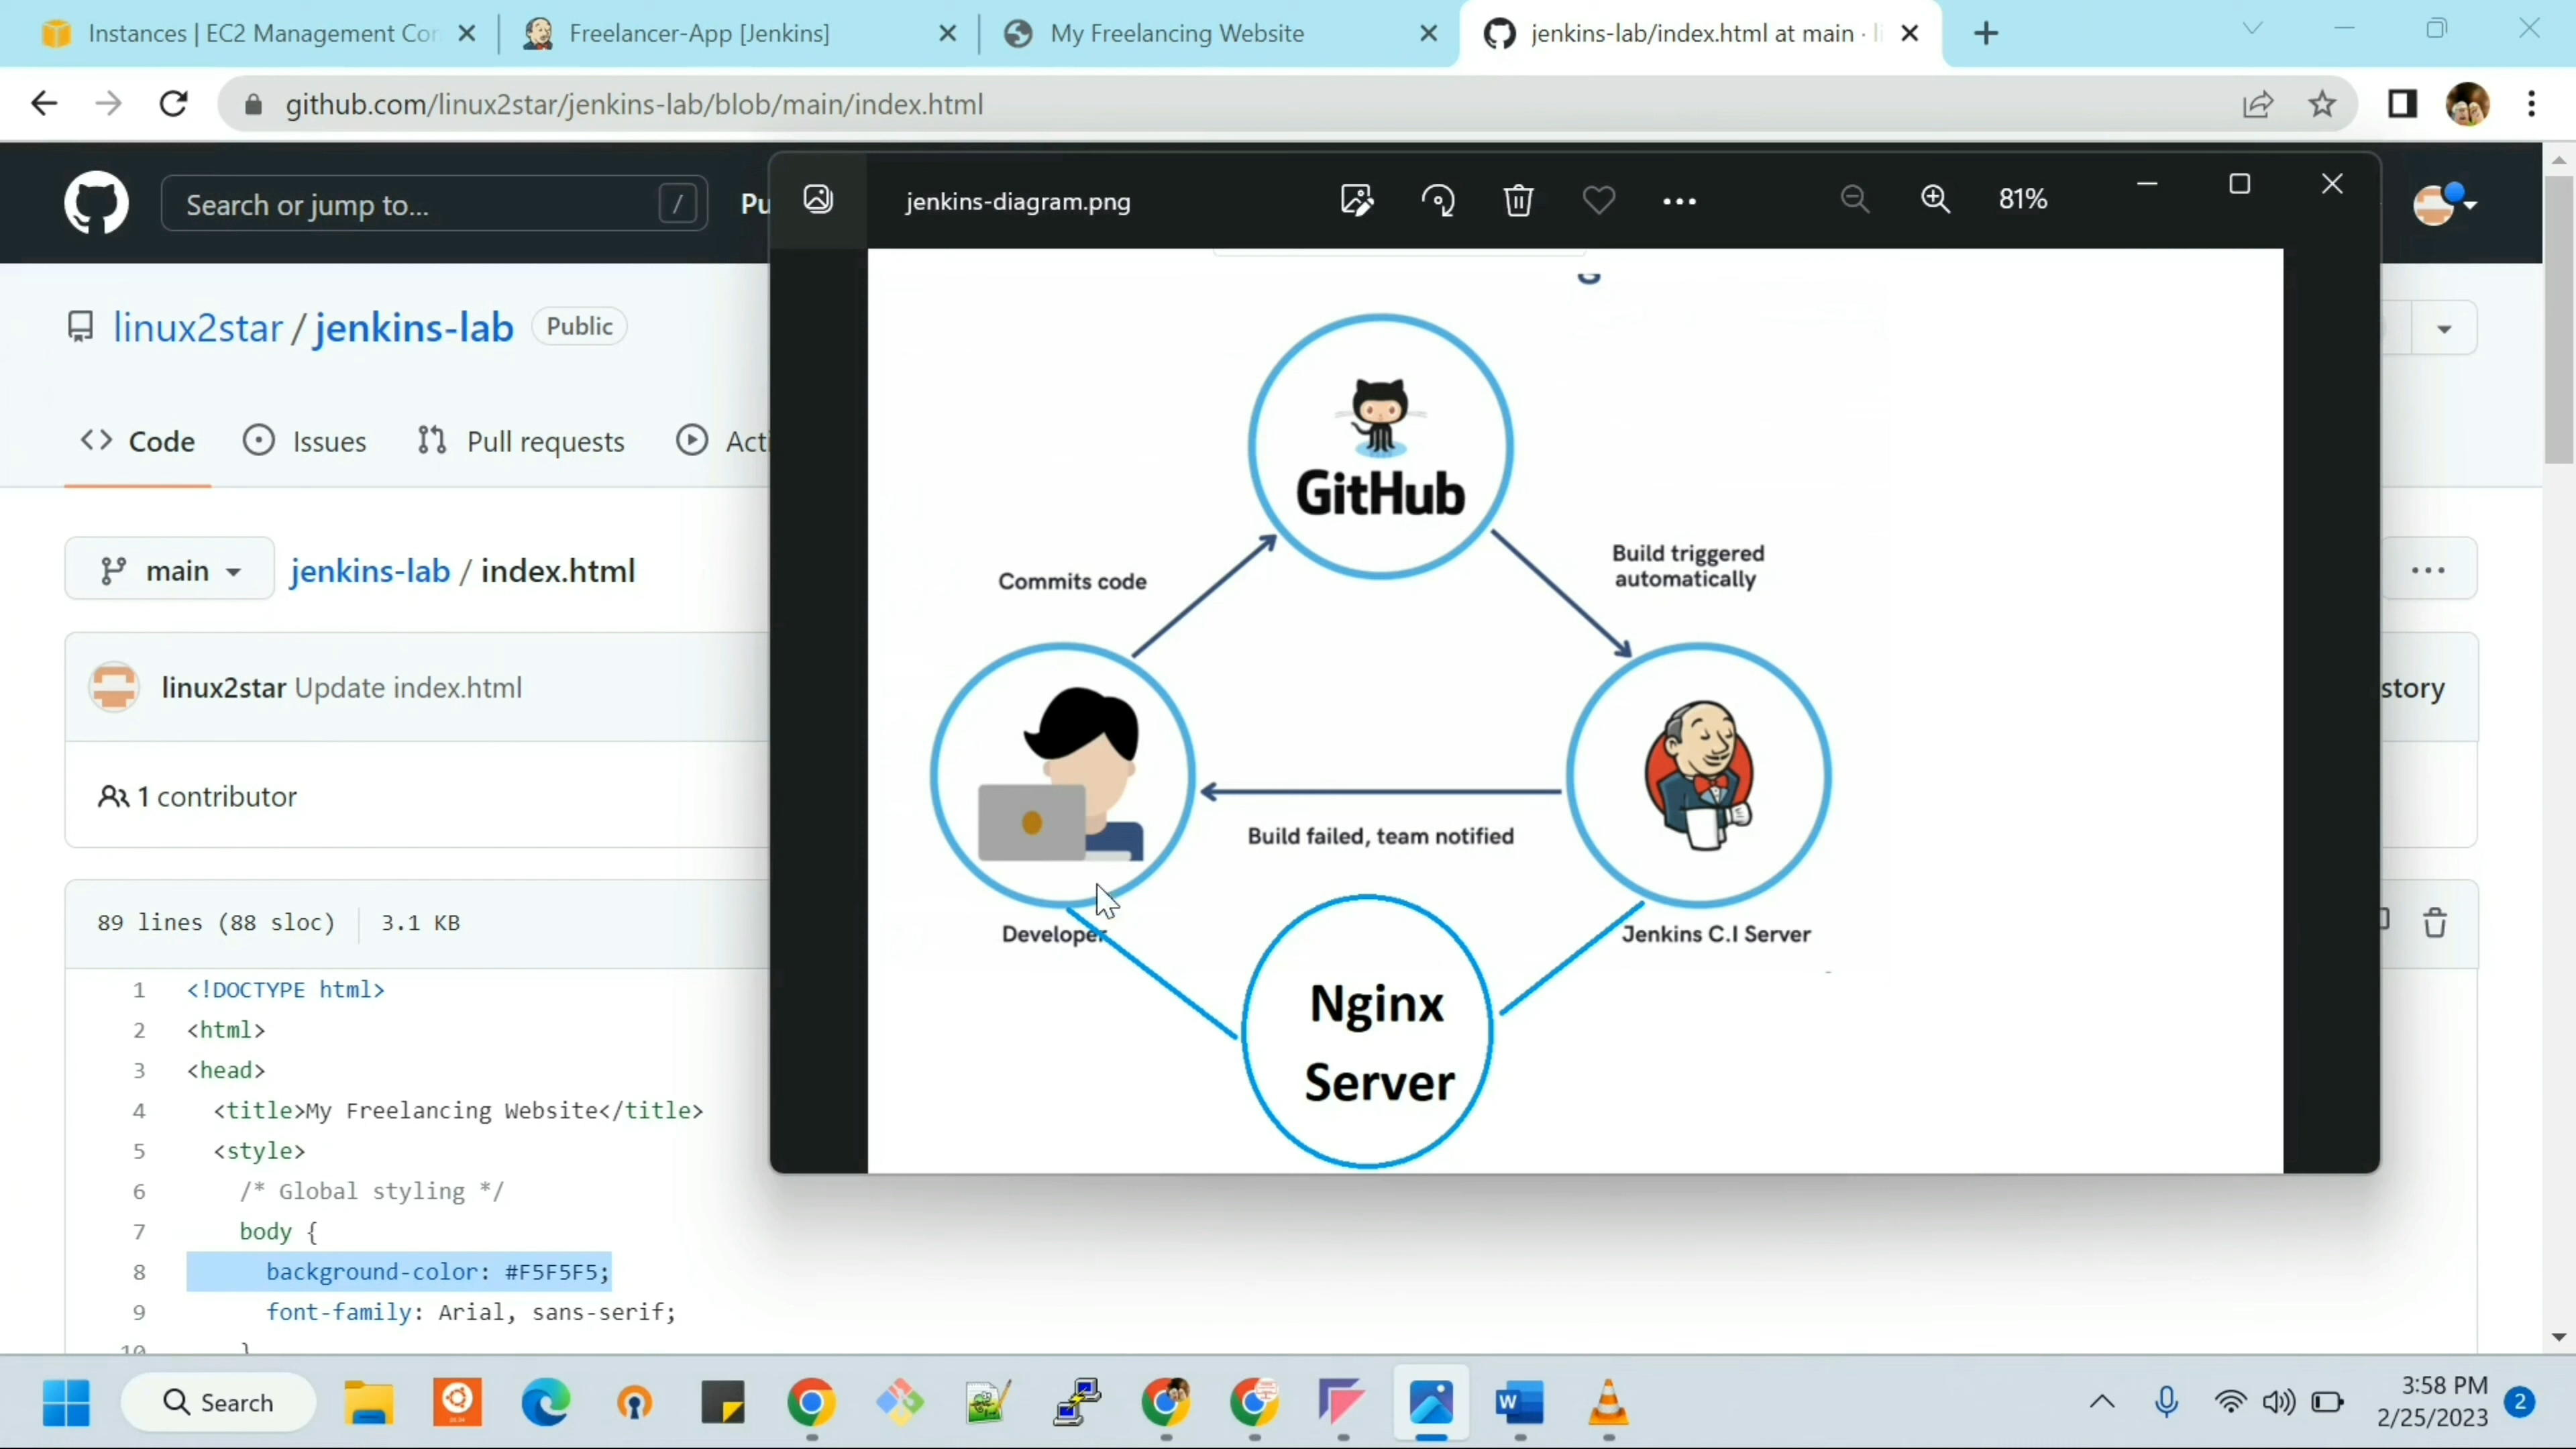 Instances | EC2 Management Con
Freelancer-App [Jenkins]
My Freelancing Website
jenkins-lab/index.html at main · li
github.com/linux2star/jenkins-lab/blob/main/index.html
Search or jump to...
/
Pu
jenkins-diagram.png
81%
linux2star / jenkins-lab
Public
Code
Issues
Pull requests
Acti
GitHub
Commits code
Build triggered
automatically
main
jenkins-lab / index.html
linux2star Update index.html
story
1 contributor
Build failed, team notified
Developer
Jenkins C.I Server
Nginx
Server
89 lines (88 sloc)
3.1 KB
1 <!DOCTYPE html>
2 <html>
3 <head>
4 <title>My Freelancing Website</title>
5 <style>
6 /* Global styling */
7 body {
8 background-color: #F5F5F5;
9 font-family: Arial, sans-serif;
10 }
Search
3:58 PM
2/25/2023
2